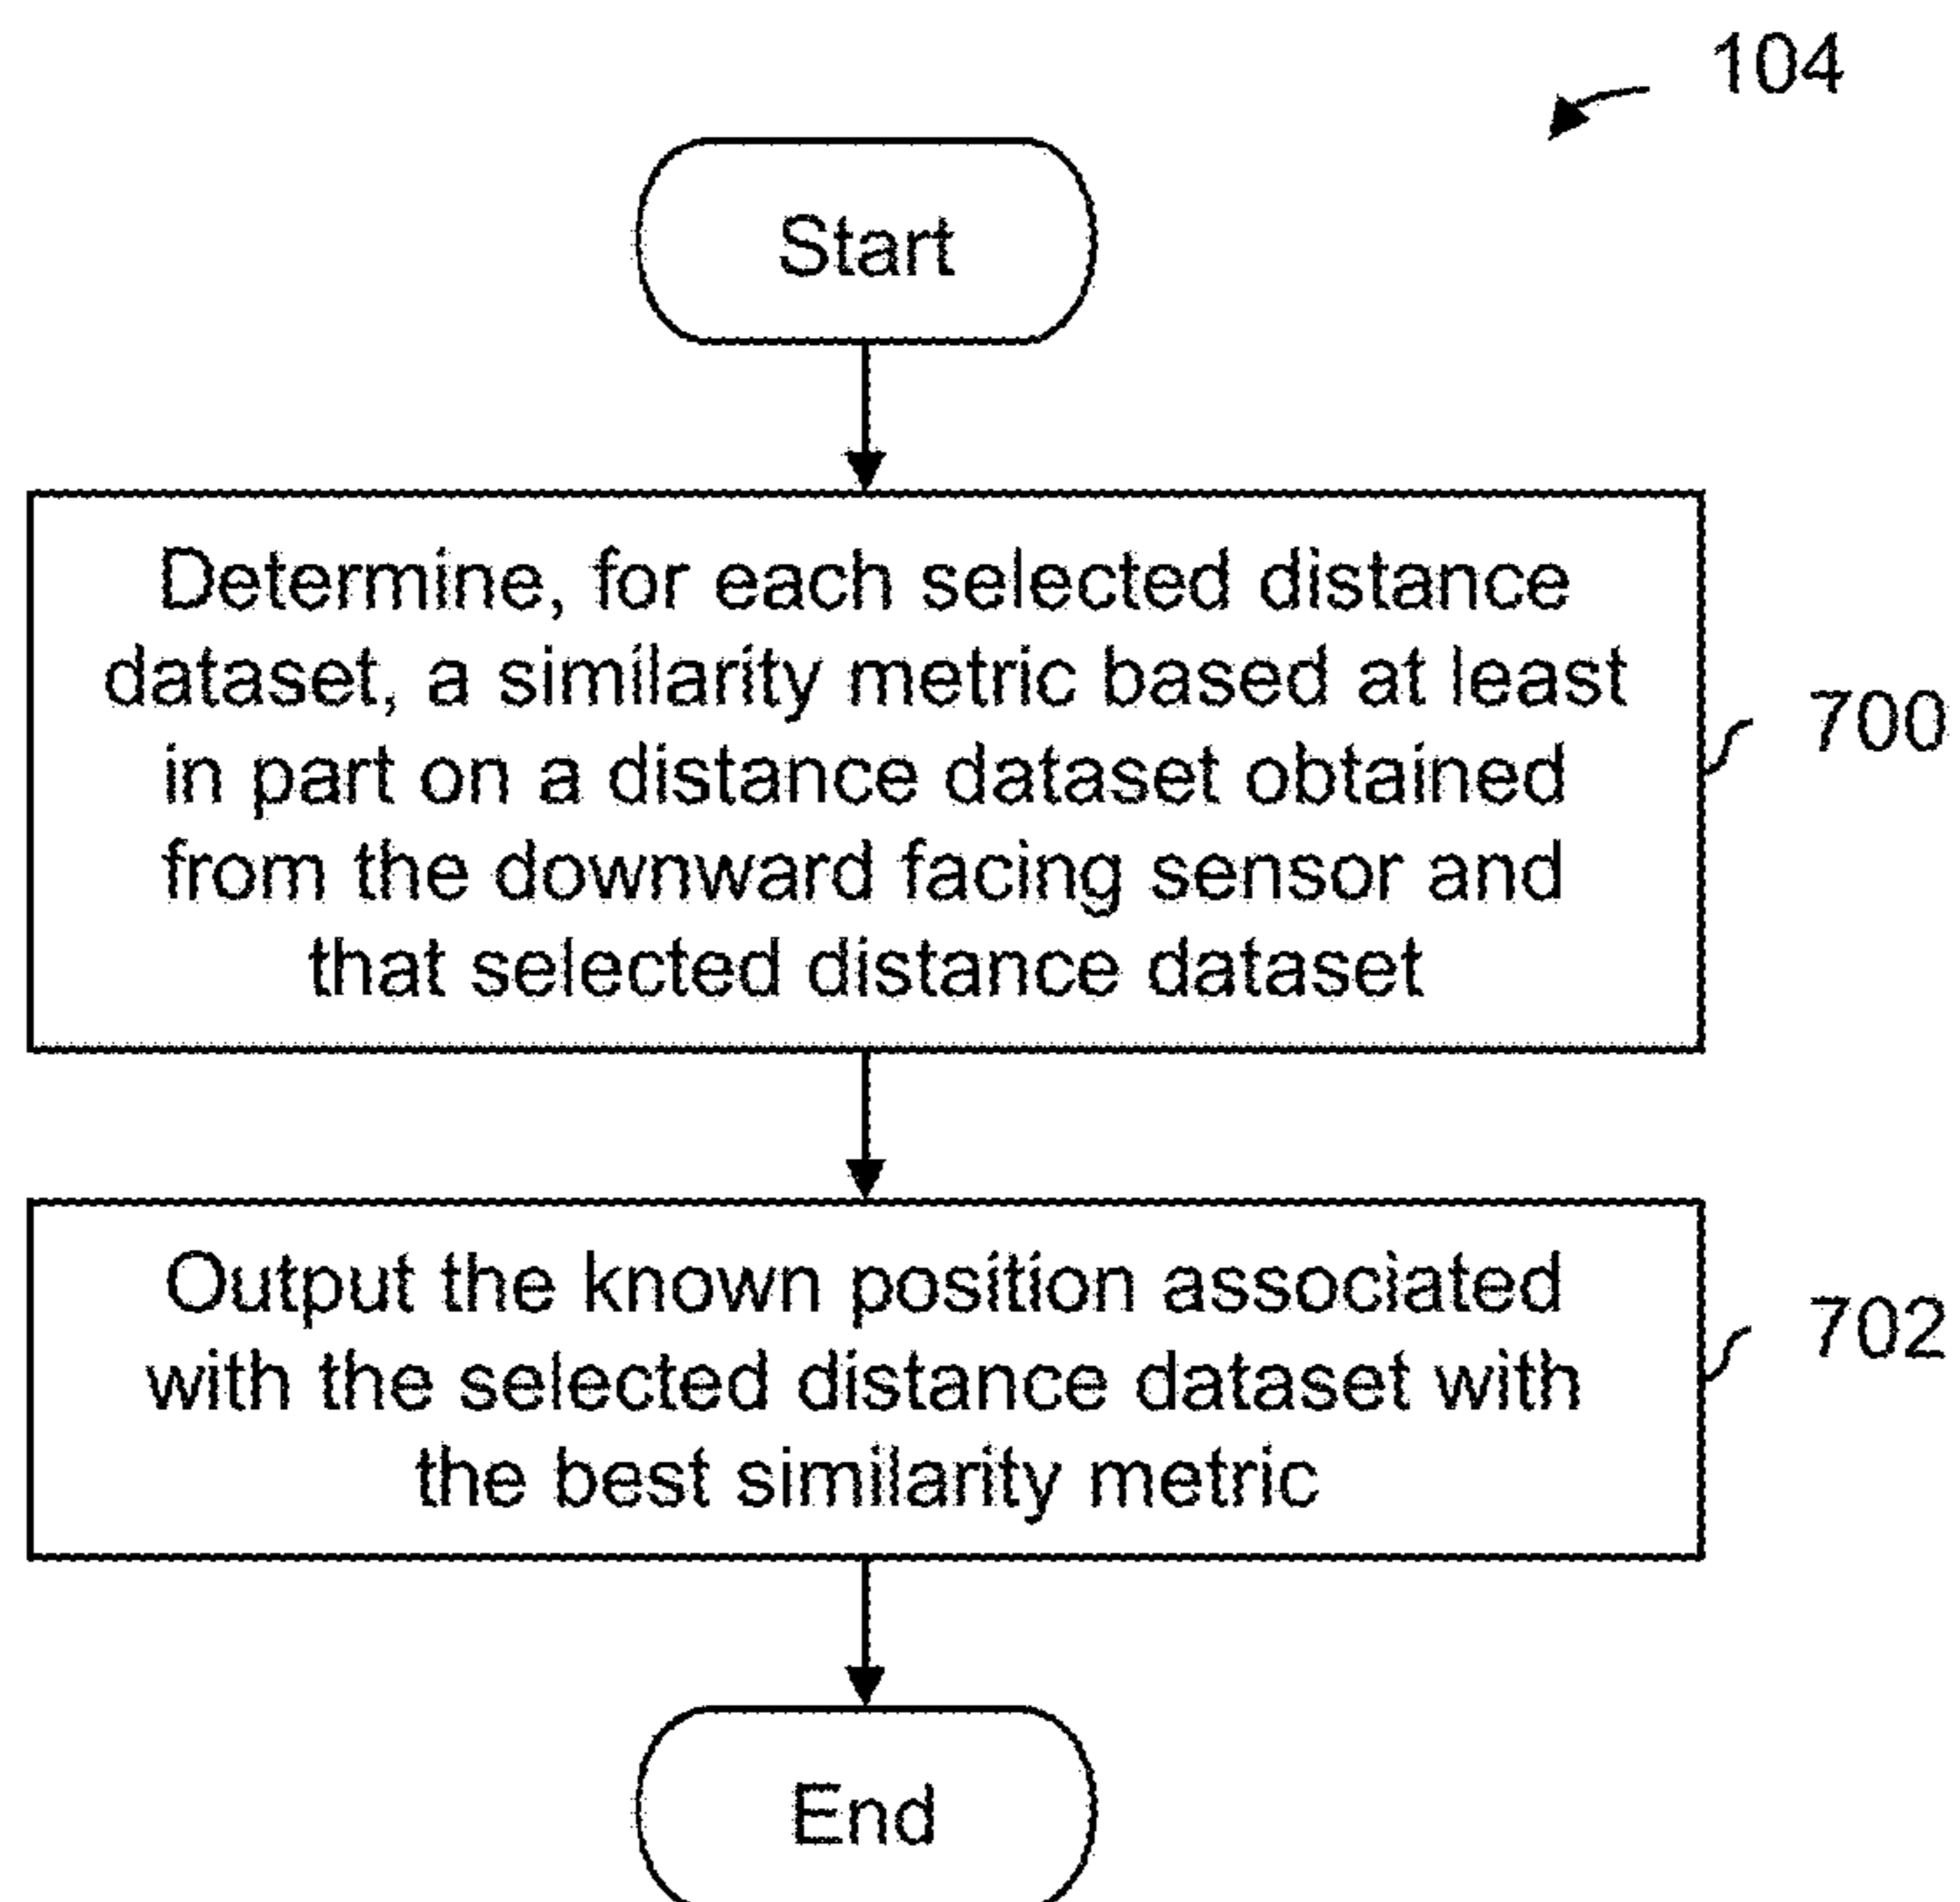 104
Start
Determine, for each selected distance
dataset, a similarity metric based at least
in part on a distance dataset obtained
from the downward facing sensor and
that selected distance dataset
700
Output the known position associated
with the selected distance dataset with
the best similarity metric
702
End